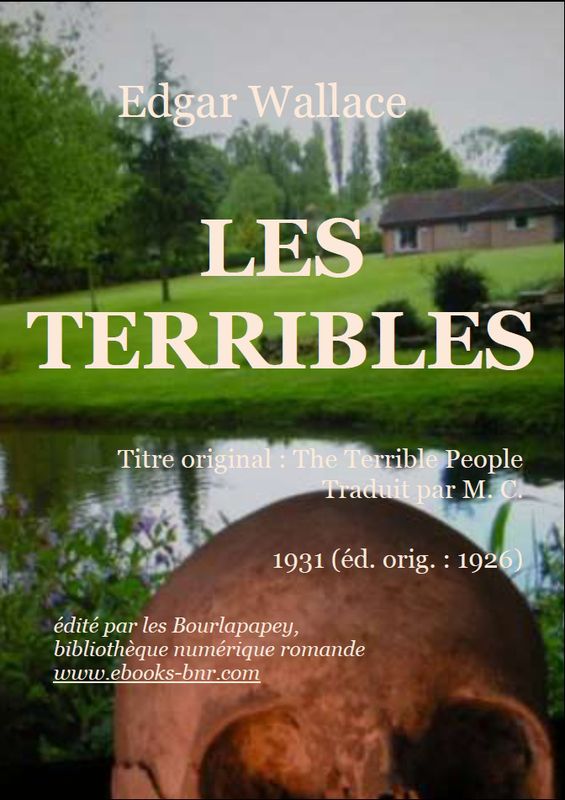 Edgar Wallace
LES
TERRIBLES
Titre original : The Terrible People
Traduit par M. C.
1931 (éd. orig. : 1926)
édité par les Bourlapapey,
bibliothèque numérique romande
www.ebooks-bnr.com